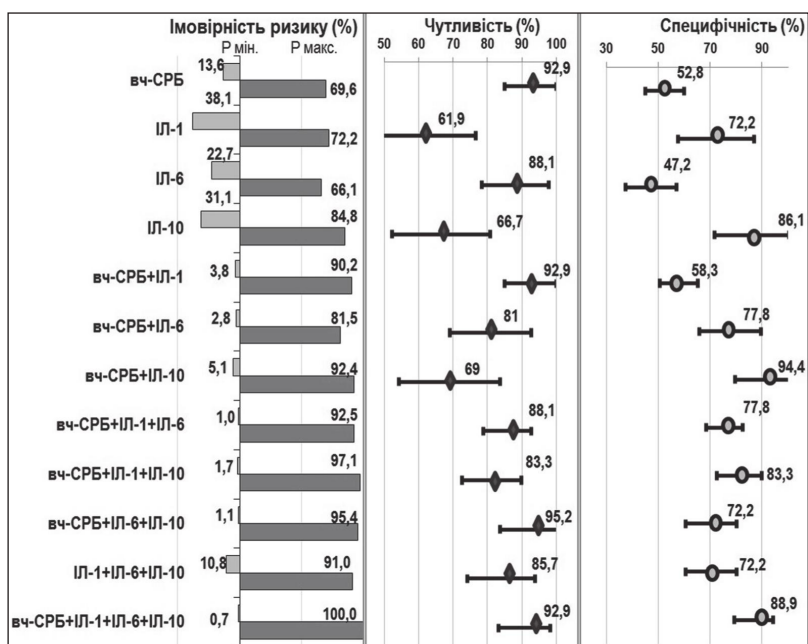 Імовірність ризику (%) Чутливість (%) Специфічність (%)
Р мін. Р макс. 50 60 70 80 90 100 30 50 70 90
вч-СРБ 13,6 69,6 92,9 52,8
ІЛ-1 38,1 72,2 61,9 72,2
ІЛ-6 22,7 66,1 88,1 47,2
ІЛ-10 31,1 84,8 66,7 86,1
вч-СРБ+ІЛ-1 3,8 90,2 92,9 58,3
вч-СРБ+ІЛ-6 2,8 81,5 81 77,8
вч-СРБ+ІЛ-10 5,1 92,4 69 94,4
вч-СРБ+ІЛ-1+ІЛ-6 1,0 92,5 88,1 77,8
вч-СРБ+ІЛ-1+ІЛ-10 1,7 97,1 83,3 83,3
вч-СРБ+ІЛ-6+ІЛ-10 1,1 95,4 95,2 72,2
ІЛ-1+ІЛ-6+ІЛ-10 10,8 91,0 85,7 72,2
вч-СРБ+ІЛ-1+ІЛ-6+ІЛ-10 0,7 100,0 92,9 88,9